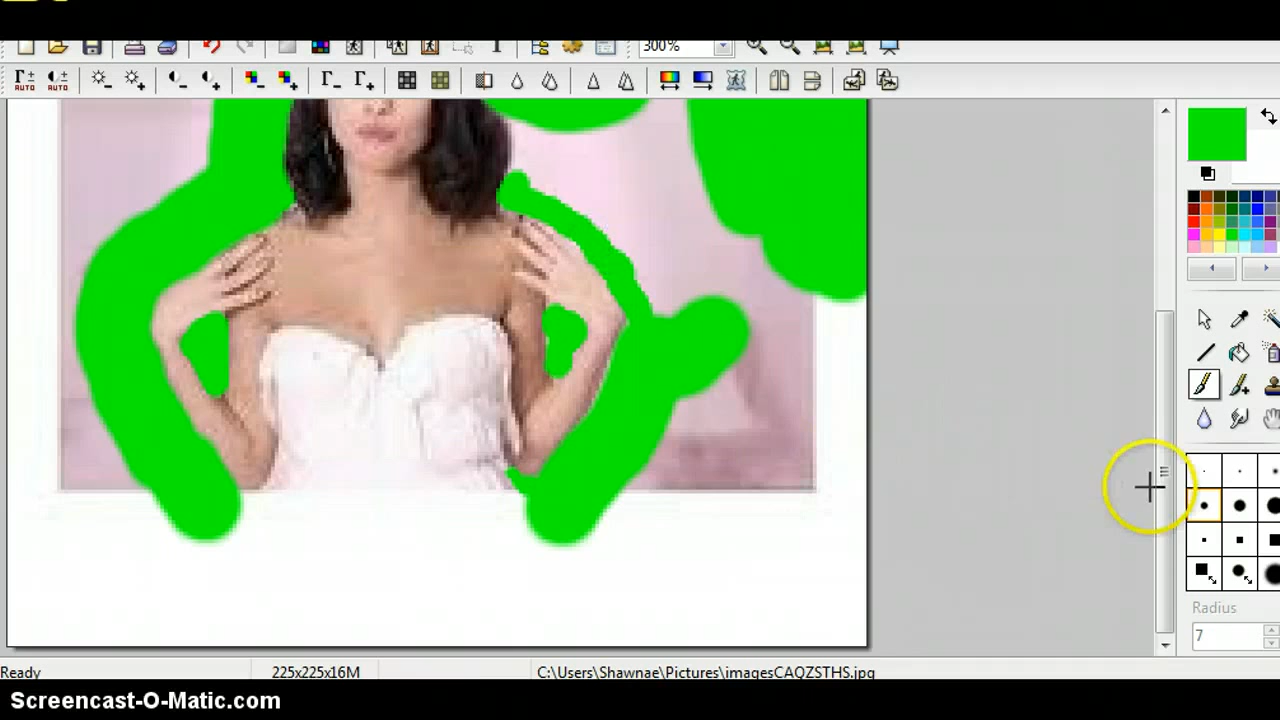 300%
AUTO AUTO
Radius
7
Ready
225x225x16M
C:\Users\Shawnae\Pictures\imagesCAQZSTHS.jpg
Screencast-O-Matic.com